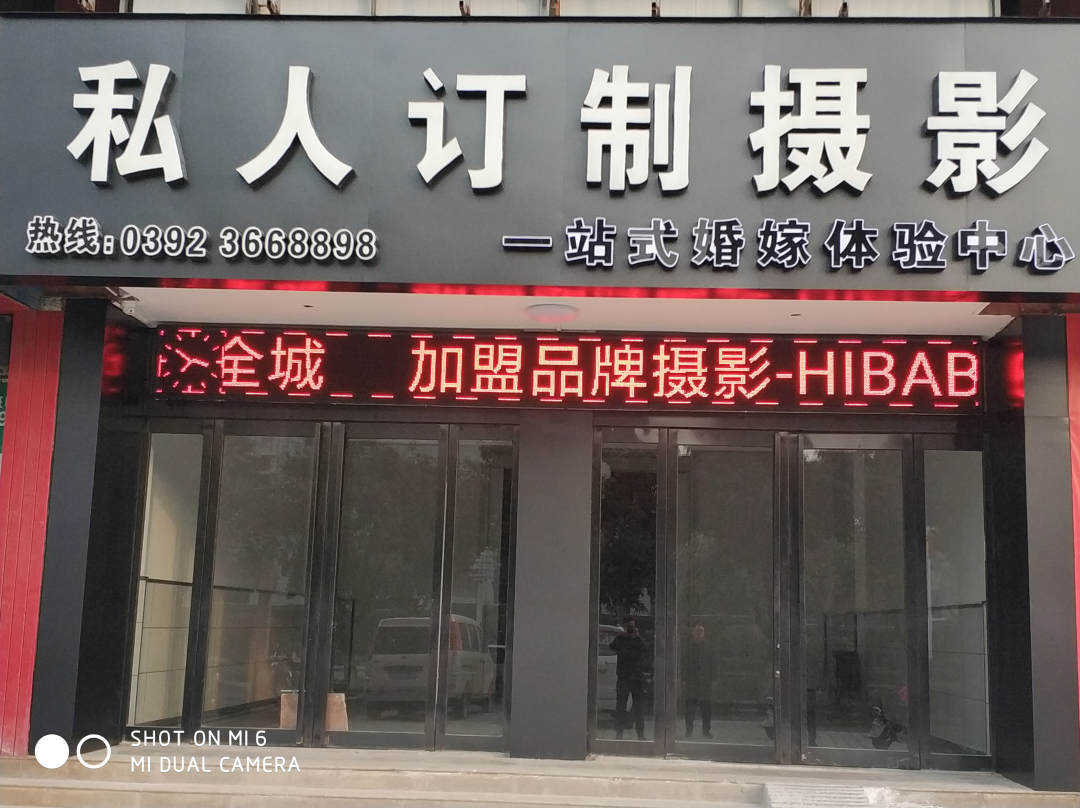 私人订制摄影
热线:0392 3668898
一站式婚嫁体验中心
全城 加盟品牌摄影-HIBAB
SHOT ON MI 6
MI DUAL CAMERA